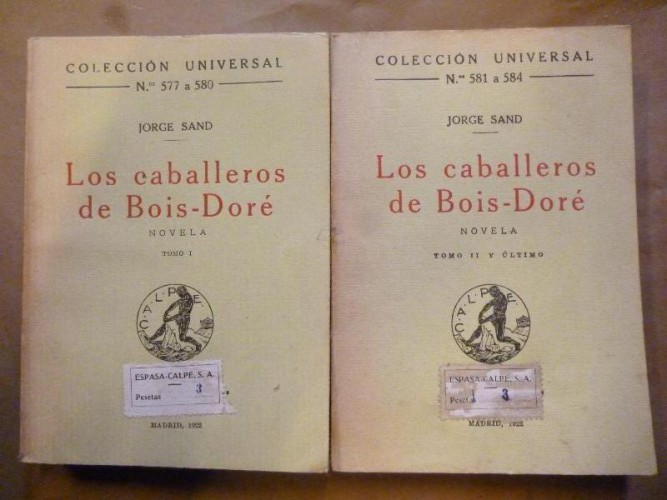 COLECCIÓN UNIVERSAL
N.os 577 a 580
JORGE SAND
Los caballeros
de Bois-Doré
NOVELA
TOMO I
CALPE
ESPASA-CALPE, S. A.
Pesetas 3
MADRID, 1922
COLECCIÓN UNIVERSAL
N.os 581 a 584
JORGE SAND
Los caballeros
de Bois-Doré
NOVELA
TOMO II Y ÚLTIMO
CALPE
ESPASA-CALPE, S. A.
Pesetas 3
MADRID, 1922